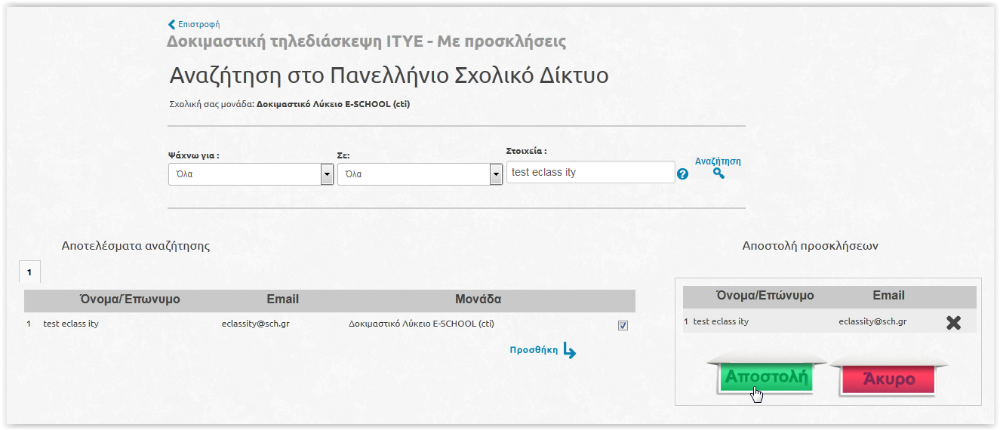 Επιστροφή
Δοκιμαστική τηλεδιάσκεψη ΙΤΥΕ - Με προσκλήσεις
Αναζήτηση στο Πανελλήνιο Σχολικό Δίκτυο
Σχολική σας μονάδα: Δοκιμαστικό Λύκειο E-SCHOOL (cti)
Ψάχνω για : Σε: Στοιχεία : Αναζήτηση
Όλα Όλα test eclass ity ?
Αποτελέσματα αναζήτησης
1
Όνομα/Έπωνυμο Email Μονάδα
1 test eclass ity eclassity@sch.gr Δοκιμαστικό Λύκειο E-SCHOOL (cti)
Προσθήκη
Αποστολή προσκλήσεων
Όνομα/Επώνυμο Email
1 test eclass ity eclassity@sch.gr
Αποστολή Άκυρο